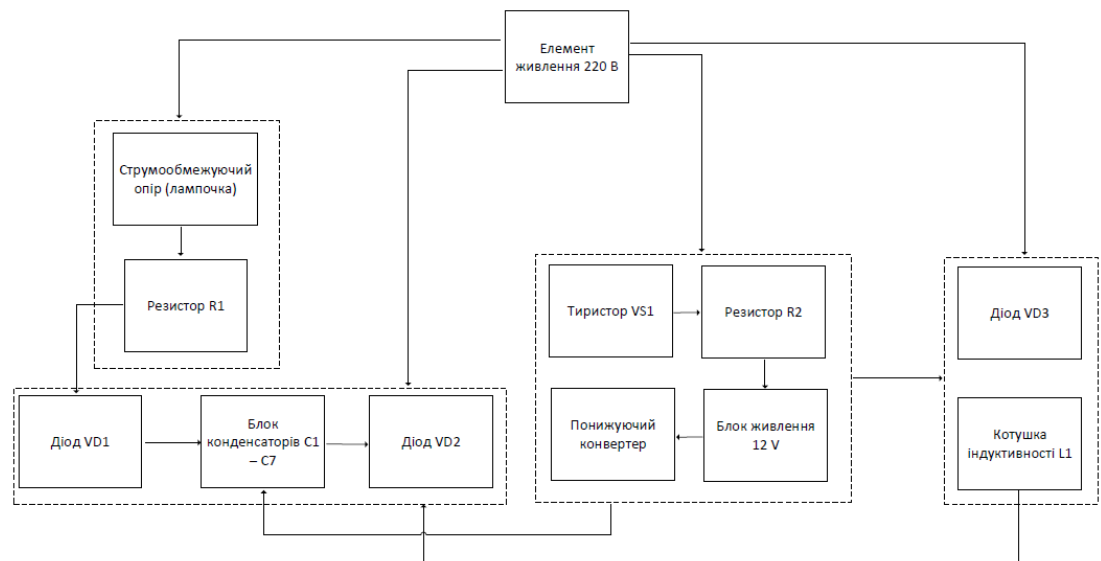 Елемент
живлення 220 В
Струмообмежуючий
опір (лампочка)
Резистор R1
Тиристор VS1
Резистор R2
Діод VD3
Діод VD1
Блок
конденсаторів С1
– С7
Діод VD2
Понижуючий
конвертер
Блок живлення
12 V
Котушка
індуктивності L1